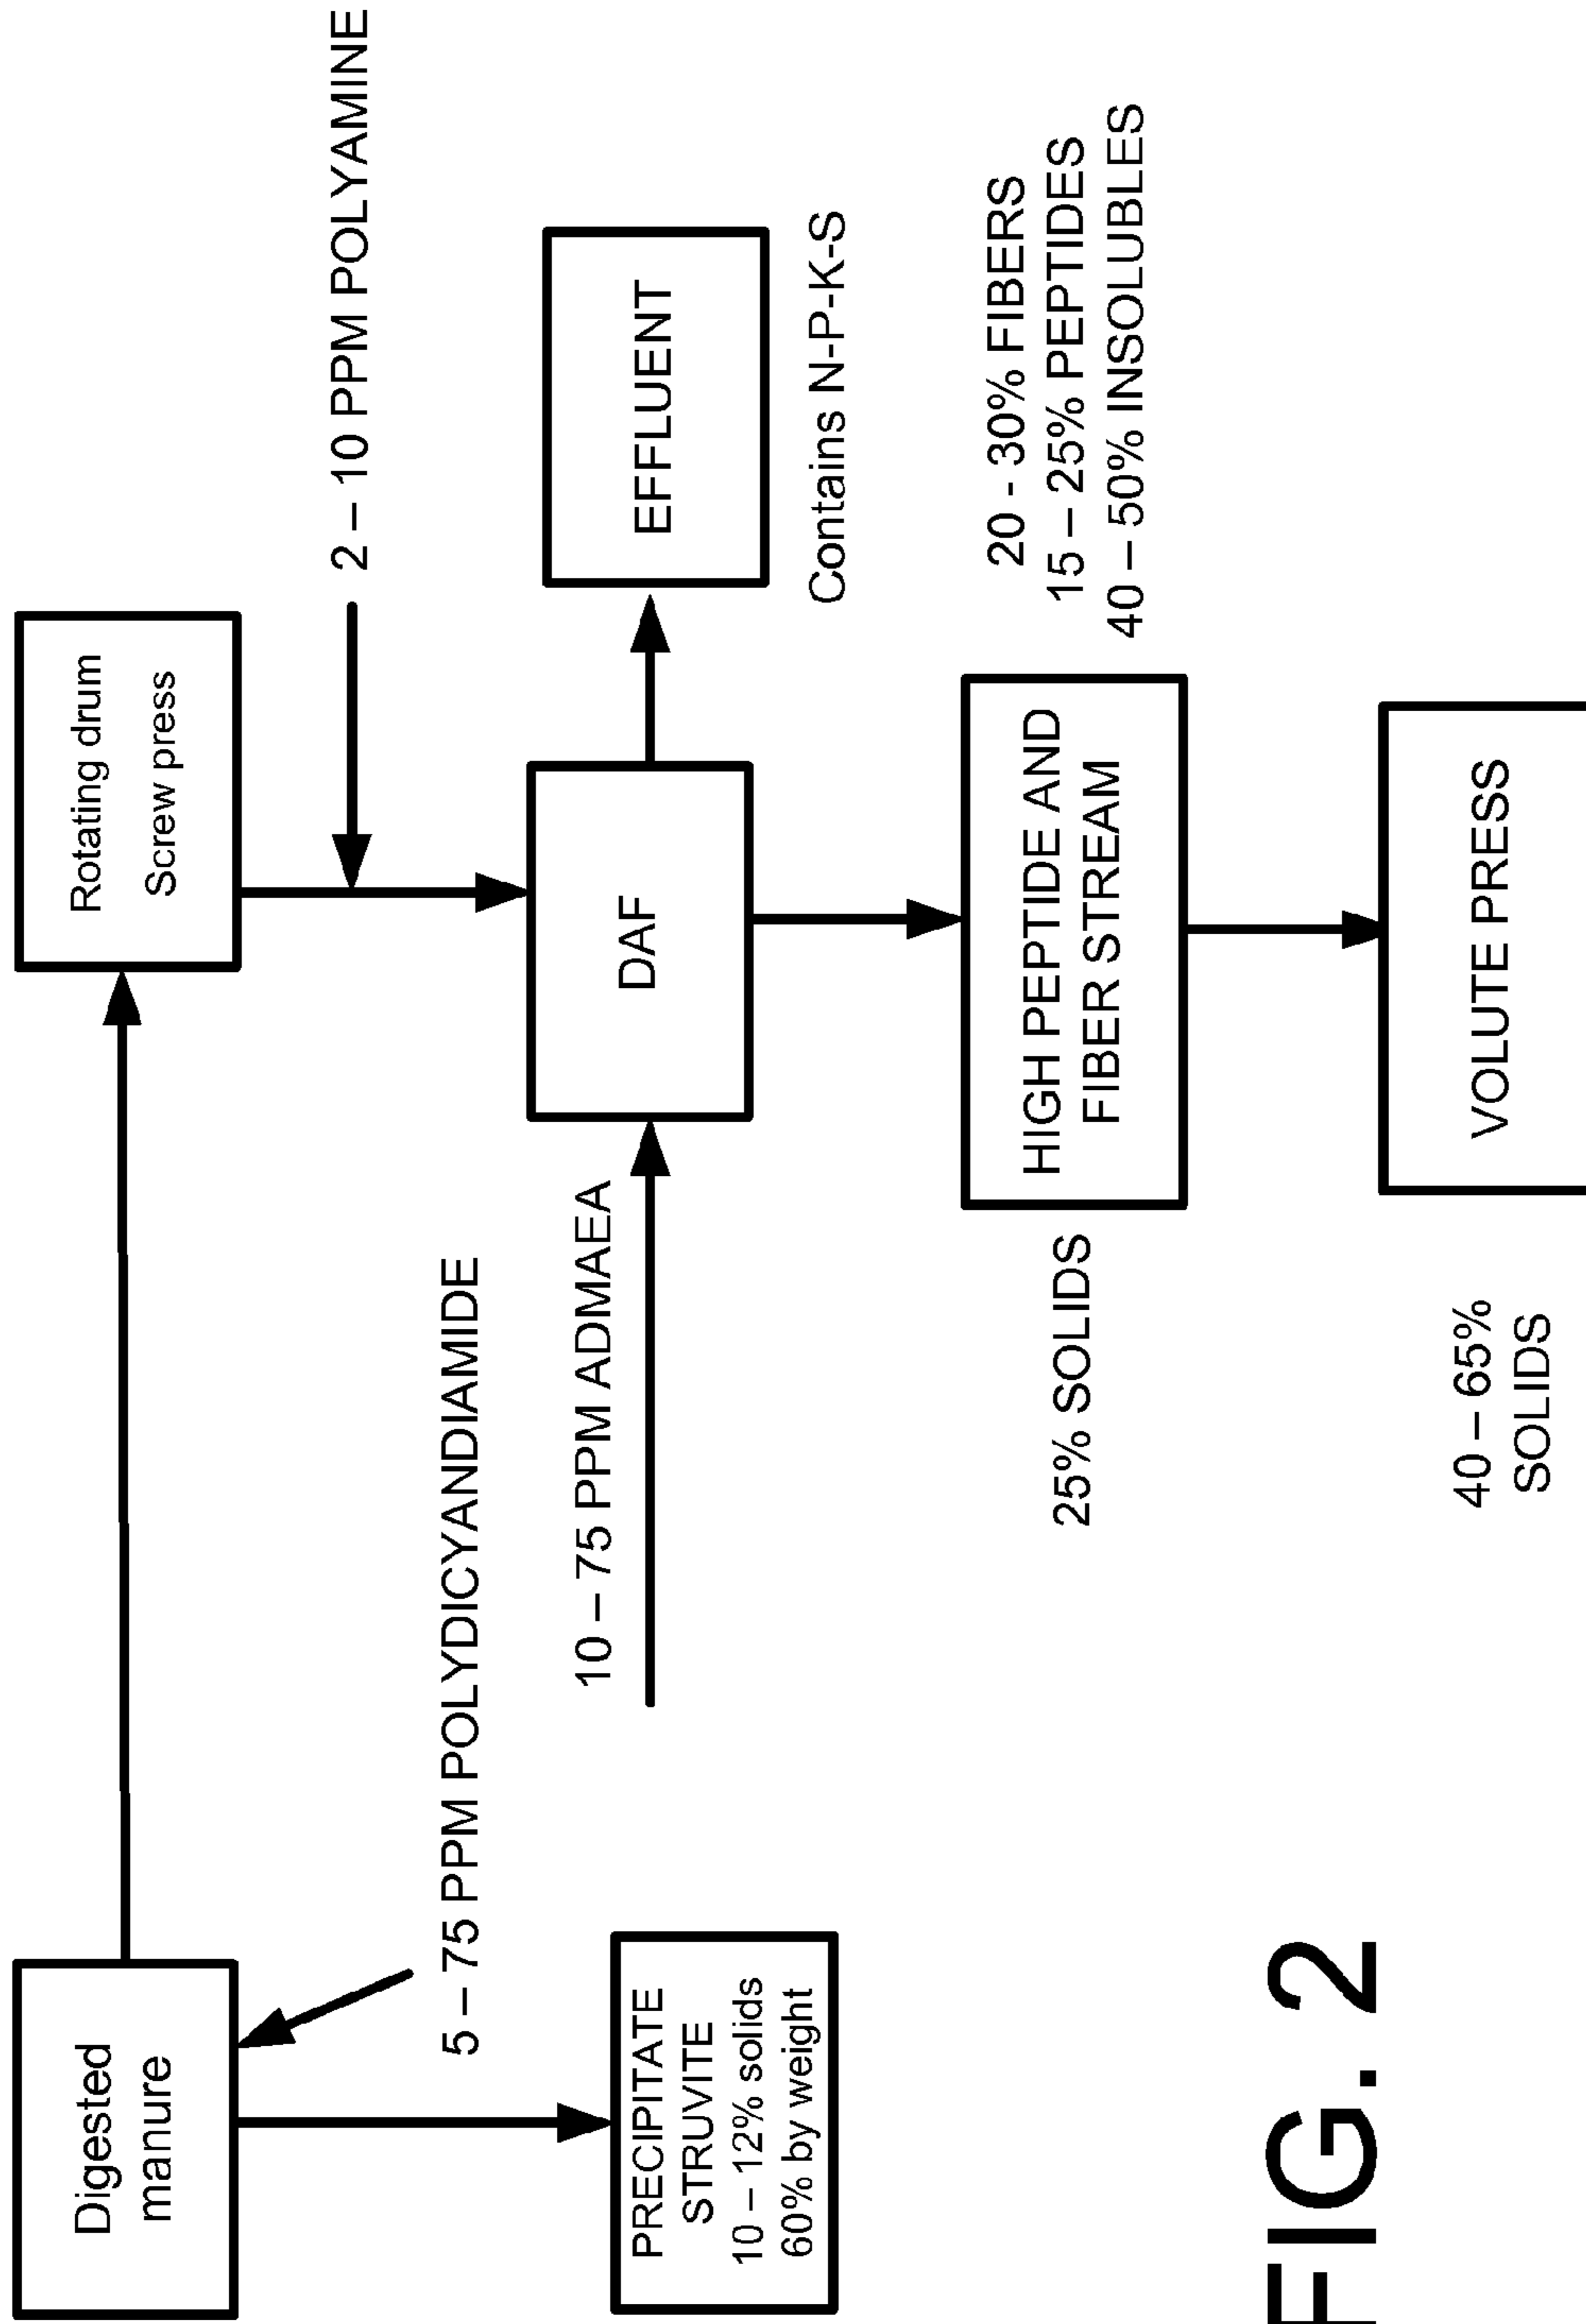 Digested
manure
Rotating drum
Screw press
2 – 10 PPM POLYAMINE
5 – 75 PPM POLYDICYANDIAMIDE
10 – 75 PPM ADMAEA
DAF
EFFLUENT
Contains N-P-K-S
PRECIPITATE
STRUVITE
10 – 12% solids
60% by weight
25% SOLIDS
HIGH PEPTIDE AND
FIBER STREAM
20 - 30% FIBERS
15 – 25% PEPTIDES
40 – 50% INSOLUBLES
40 – 65%
SOLIDS
VOLUTE PRESS
FIG. 2